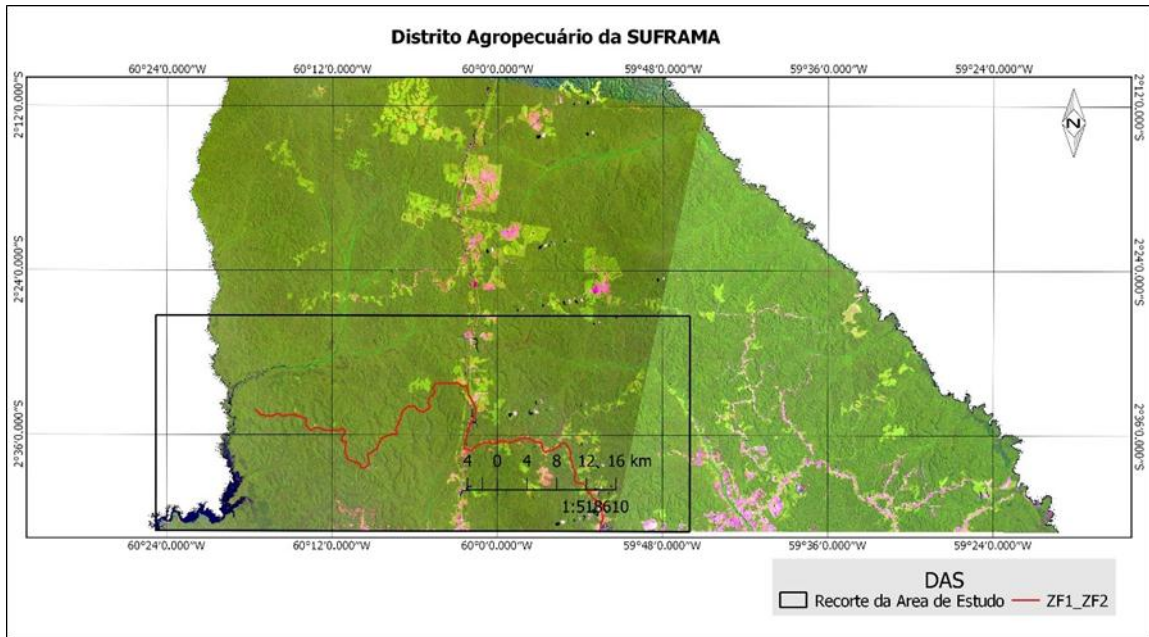 Distrito Agropecuário da SUFRAMA
60°24'0.000"W 60°12'0.000"W 60°0'0.000"W 59°48'0.000"W 59°36'0.000"W 59°24'0.000"W
2°12'0.000"S 2°12'0.000"S
N
2°24'0.000"S 2°24'0.000"S
2°36'0.000"S 2°36'0.000"S
4 0 4 8 12 16 km
1:518610
60°24'0.000"W 60°12'0.000"W 60°0'0.000"W 59°48'0.000"W 59°36'0.000"W 59°24'0.000"W
DAS
Recorte da Area de Estudo ZF1_ZF2